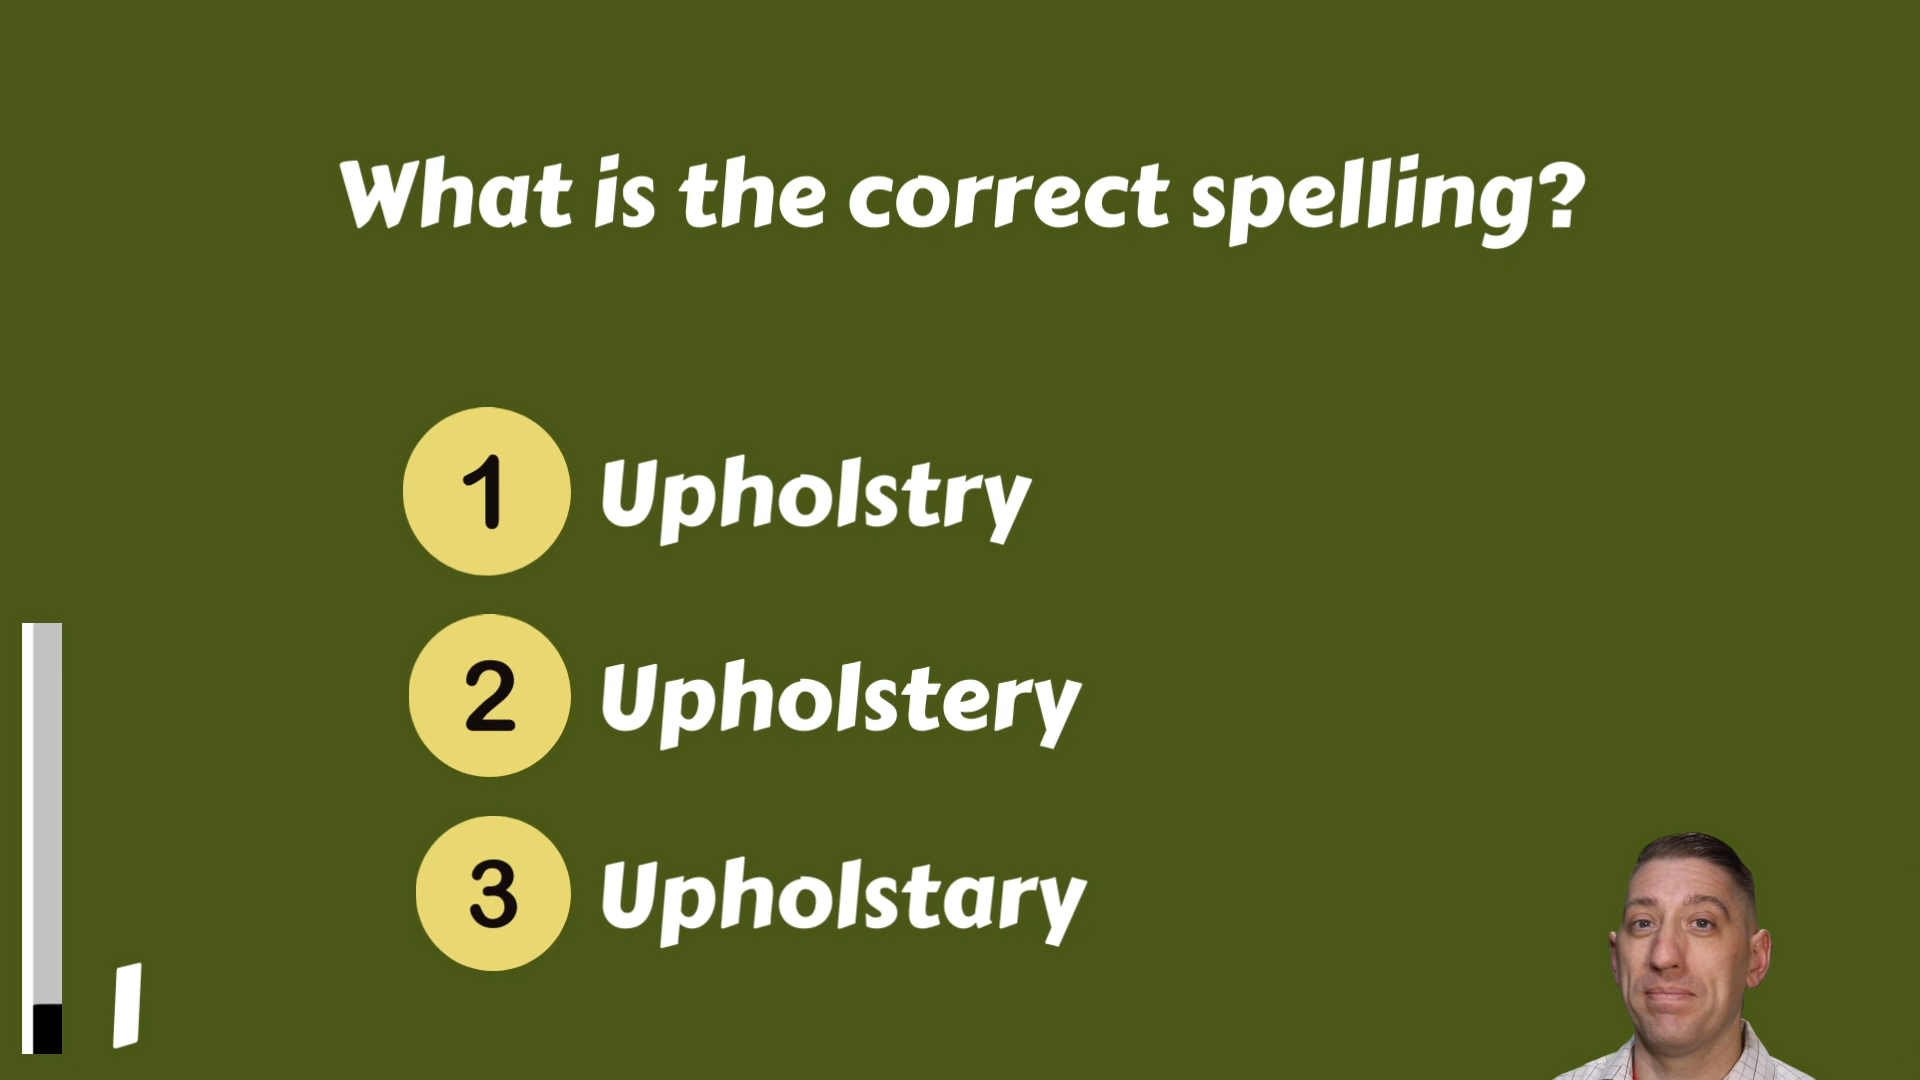 What is the correct spelling?
1 Upholstry
2 Upholstery
3 Upholstary
1